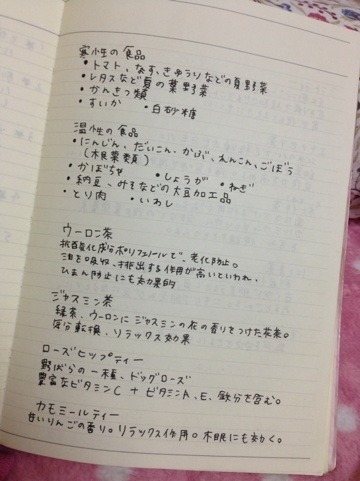 寒性の食品
・トマト、なす、きゅうりなどの夏野菜
・レタスなど夏の葉野菜
・かんきつ類
・すいか ・白砂糖
温性の食品
・にんじん、だいこん、かぶ、れんこん、ごぼう
(根菜類)
・かぼちゃ ・しょうが ・ねぎ
・納豆、みそなどの大豆加工品
・とり肉 ・いわし
ウーロン茶
抗酸化成分ポリフェノールで、老化防止。
油を吸収、排出する作用が高いといわれ、
ひまん防止にも効果的
ジャスミン茶
緑茶、ウーロンにジャスミンの花の香りをつけた花茶。
気分転換、リラックス効果
ローズヒップティー
野ばらの一種、ドッグローズ
豊富なビタミンC + ビタミンA、E、鉄分を含む。
カモミールティー
甘いりんごの香り。リラックス作用。不眠にも効く。